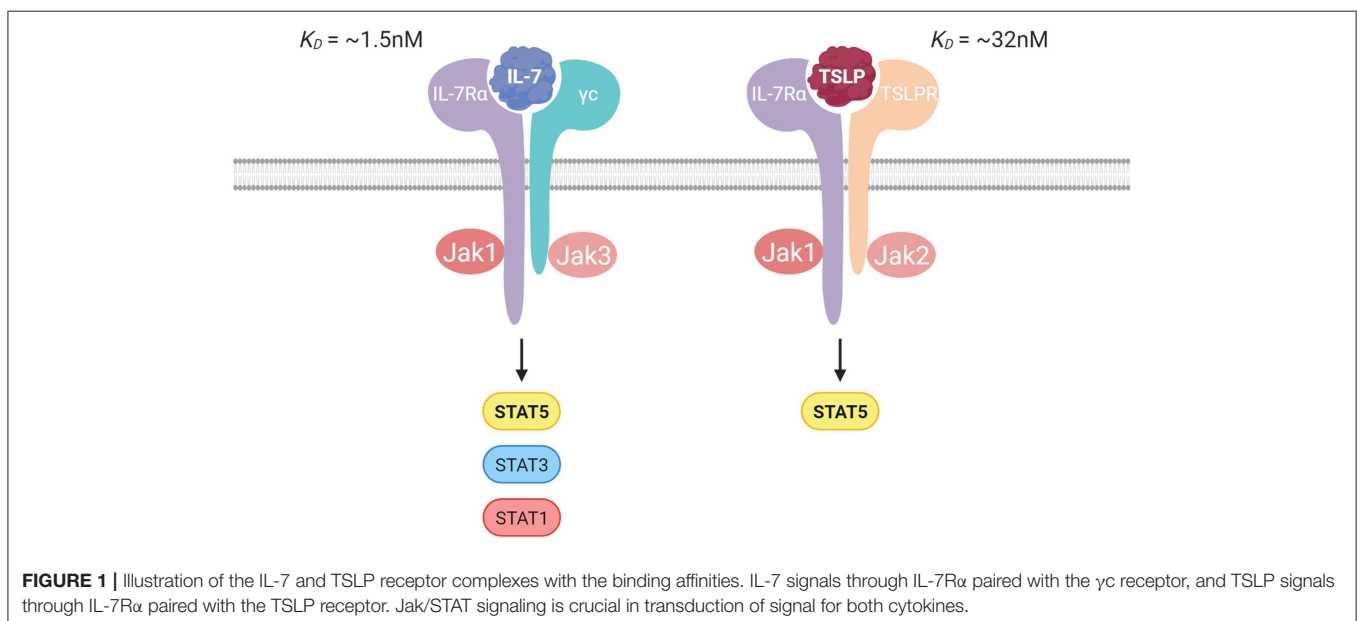 K_D = ~1.5nM
K_D = ~32nM
IL-7Rα
IL-7
γc
IL-7Rα
TSLP
TSLPR
Jak1
Jak3
Jak1
Jak2
STAT5
STAT5
STAT3
STAT1
FIGURE 1 | Illustration of the IL-7 and TSLP receptor complexes with the binding affinities. IL-7 signals through IL-7Rα paired with the γc receptor, and TSLP signals
through IL-7Rα paired with the TSLP receptor. Jak/STAT signaling is crucial in transduction of signal for both cytokines.